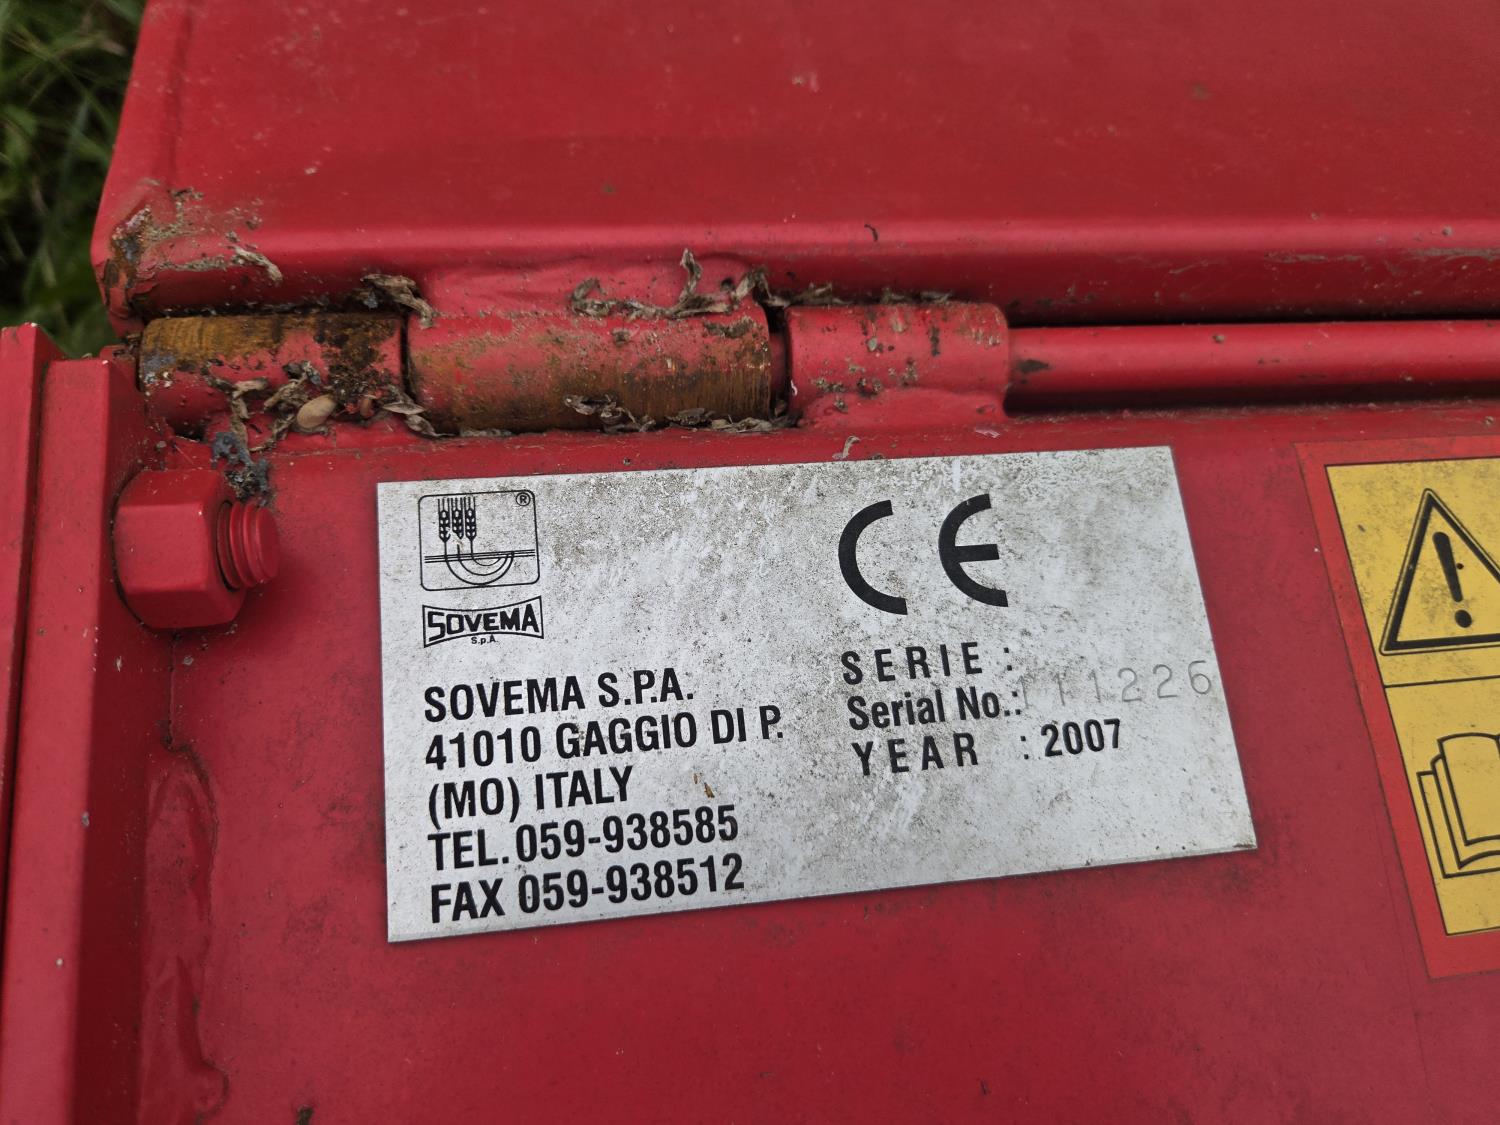 ®
SOVEMA
S.p.A.
SOVEMA S.P.A.
41010 GAGGIO DI P.
(MO) ITALY
TEL. 059-938585
FAX 059-938512
CE
SERIE :
Serial No.: 111226
YEAR : 2007